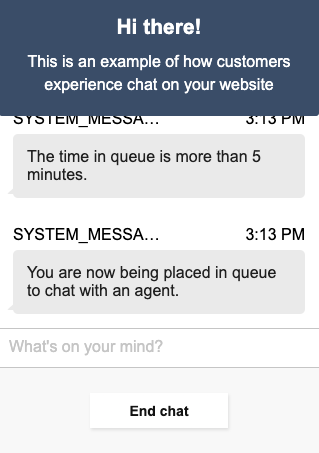 Hi there!
This is an example of how customers
experience chat on your website
SYSTEM_MESSA... 3:13 PM
The time in queue is more than 5
minutes.
SYSTEM_MESSA... 3:13 PM
You are now being placed in queue
to chat with an agent.
What's on your mind?
End chat